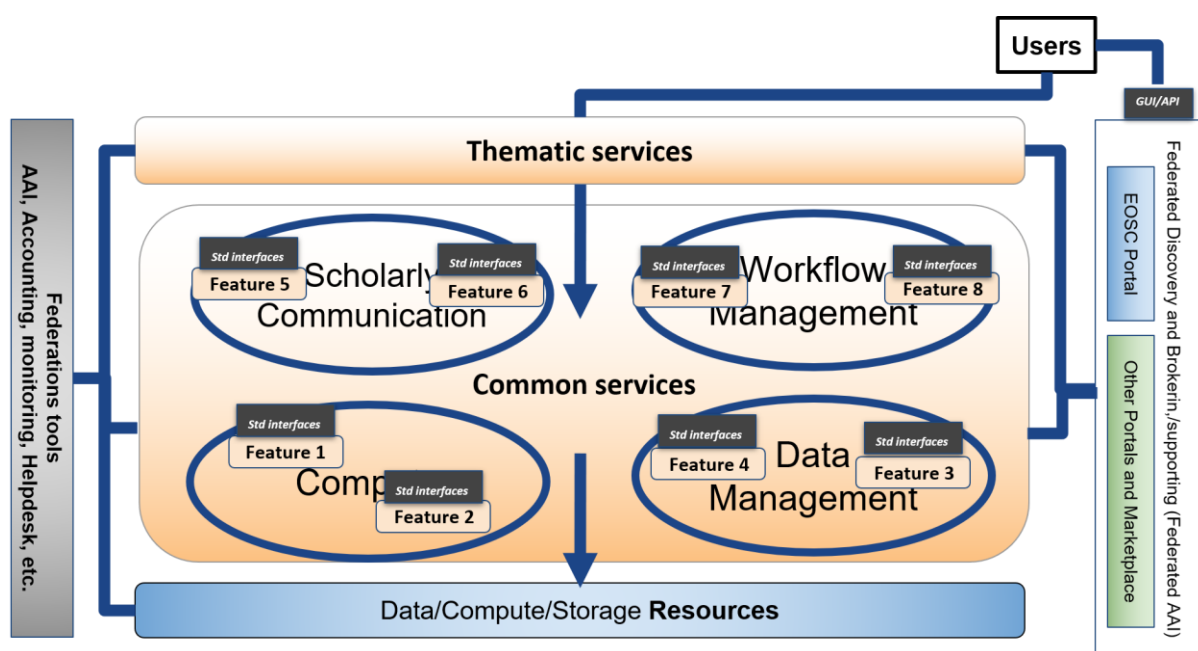 Users
GUI/API
Thematic services
AAI, Accounting, monitoring, Helpdesk, etc.
Federations tools
Std interfaces
Feature 5
Scholarly
Communication
Std interfaces
Feature 6
Std interfaces
Feature 7
Workflow
Management
Std interfaces
Feature 8
Common services
Std interfaces
Feature 1
Std interfaces
Feature 2
Std interfaces
Feature 4
Data
Management
Std interfaces
Feature 3
Data/Compute/Storage Resources
EOSC Portal
Other Portals and Marketplace
Federated Discovery and Brokerin,/supporting (Federated AAI)